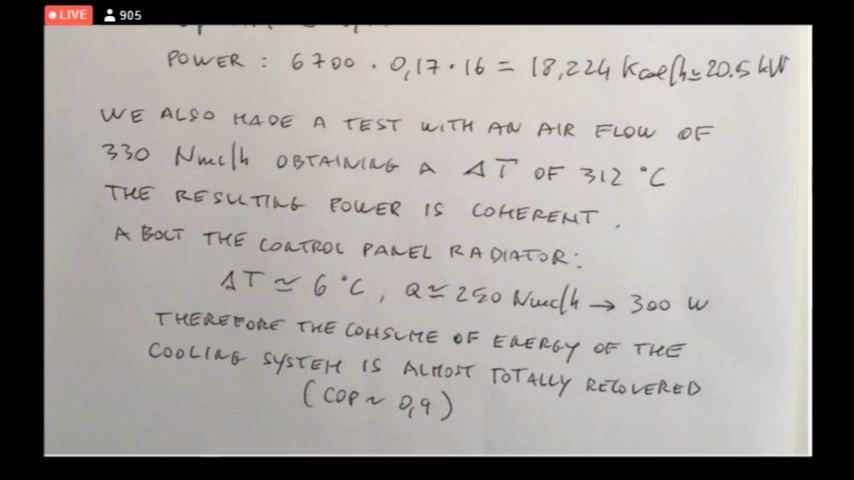 LIVE 905
POWER : 6700 · 0,17 · 16 = 18,224 Kcal/h ≃ 20.5 kW
WE ALSO MADE A TEST WITH AN AIR FLOW OF
330 Nmc/h OBTAINING A ΔT OF 312 °C
THE RESULTING POWER IS COHERENT .
ABOUT THE CONTROL PANEL RADIATOR:
ΔT ≃ 6 °C, Q ≃ 250 Nmc/h → 300 W
THEREFORE THE CONSUME OF ENERGY OF THE
COOLING SYSTEM IS ALMOST TOTALLY RECOVERED
(COP ~ 0,9)